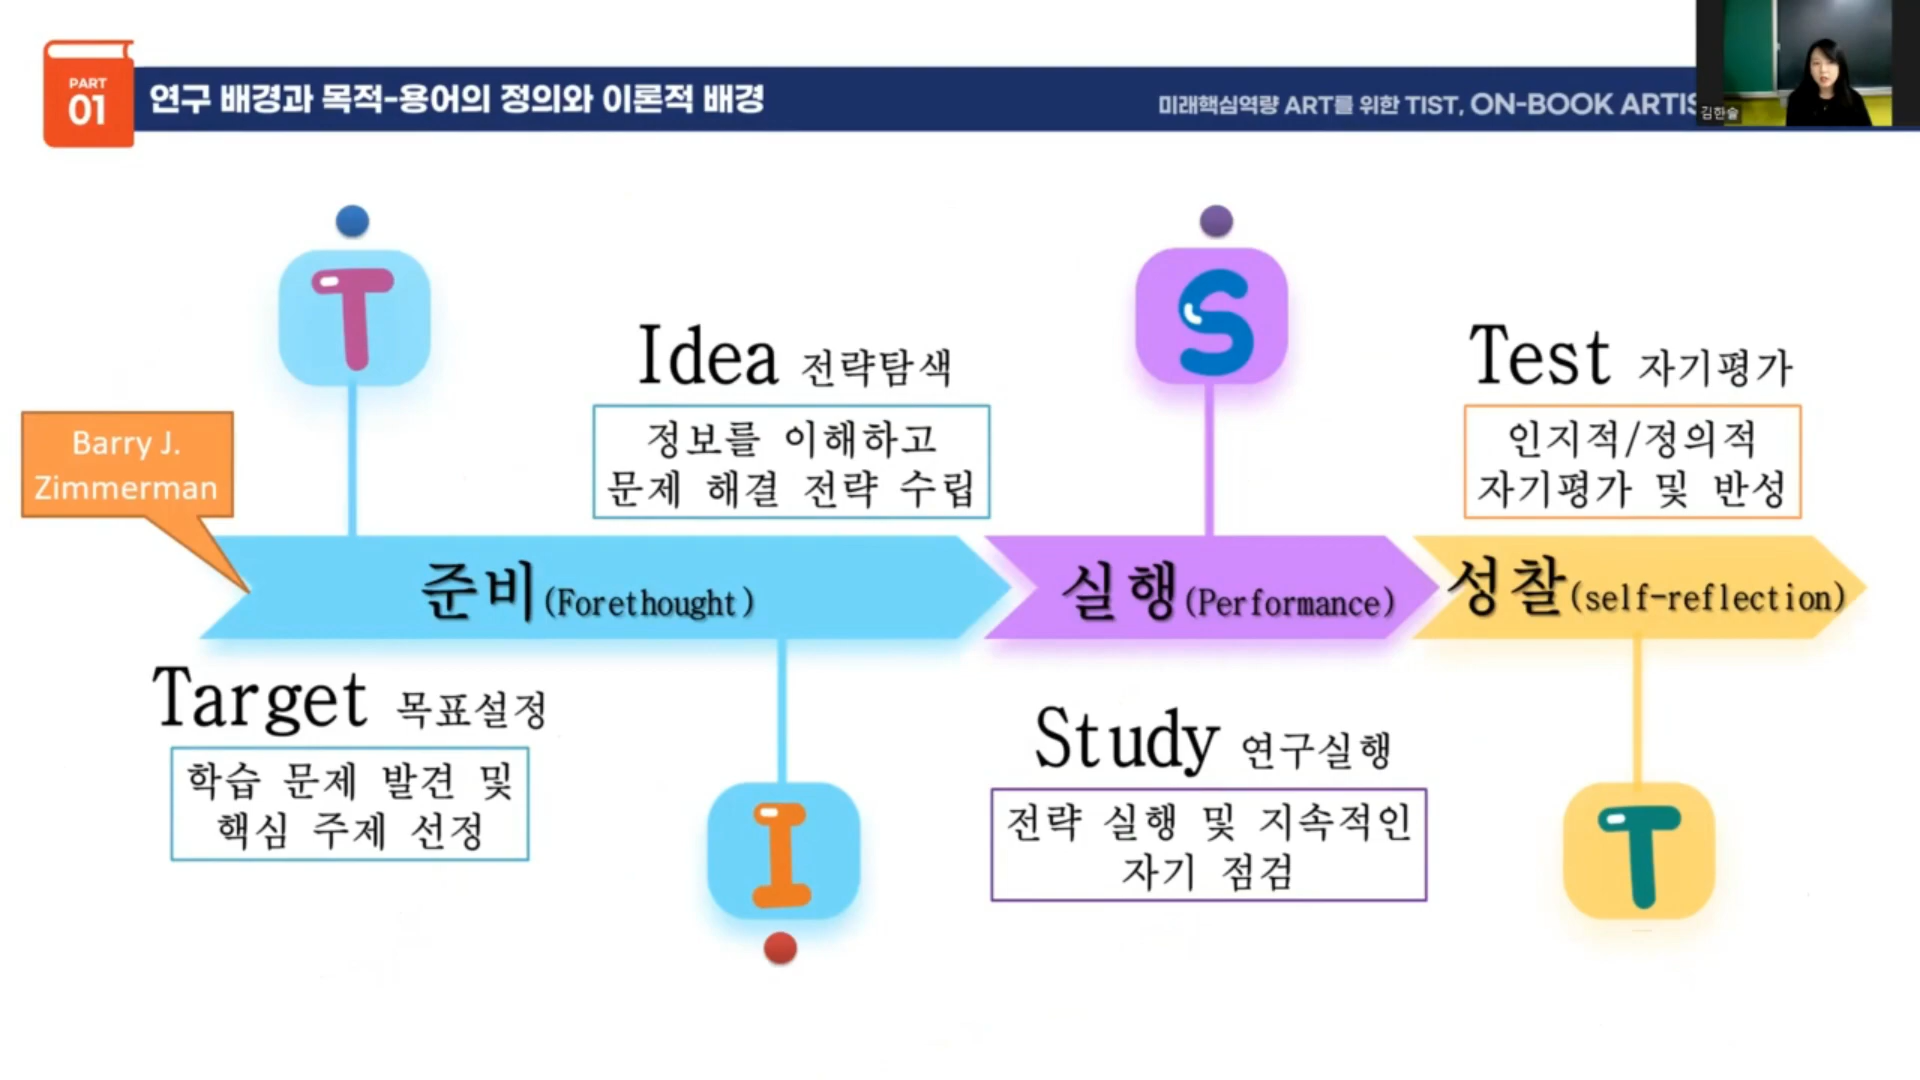 PART
01
연구 배경과 목적-용어의 정의와 이론적 배경
미래핵심역량 ART를 위한 TIST, ON-BOOK ARTIS
김한솔
T
S
Idea 전략탐색
정보를 이해하고
문제 해결 전략 수립
Test 자기평가
인지적/정의적
자기평가 및 반성
Barry J.
Zimmerman
준비(Forethought)
실행(Performance)
성찰(self-reflection)
Target 목표설정
학습 문제 발견 및
핵심 주제 선정
Study 연구실행
전략 실행 및 지속적인
자기 점검
I
T